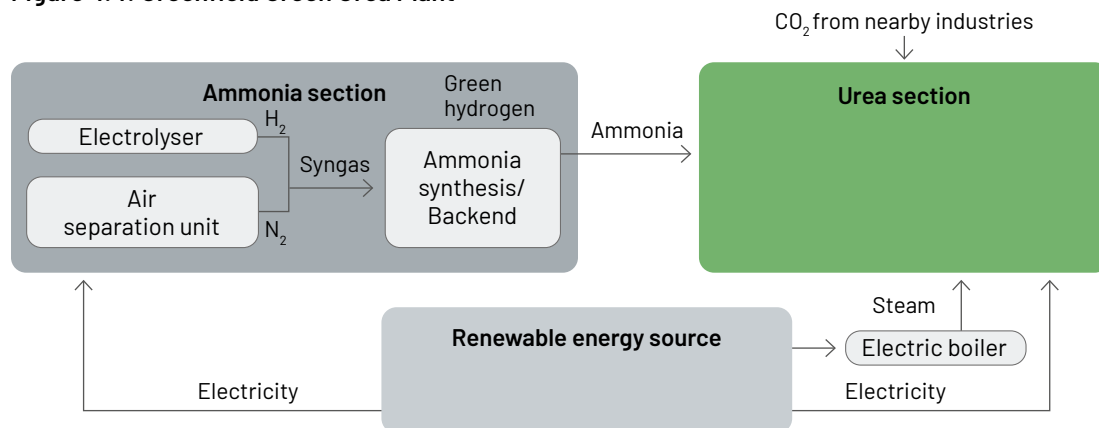 CO₂ from nearby industries
Ammonia section
Green
hydrogen
Urea section
H₂
Electrolyser
Syngas
Ammonia
Ammonia
synthesis/
Backend
Air
separation unit
N₂
Steam
Renewable energy source
Electric boiler
Electricity
Electricity